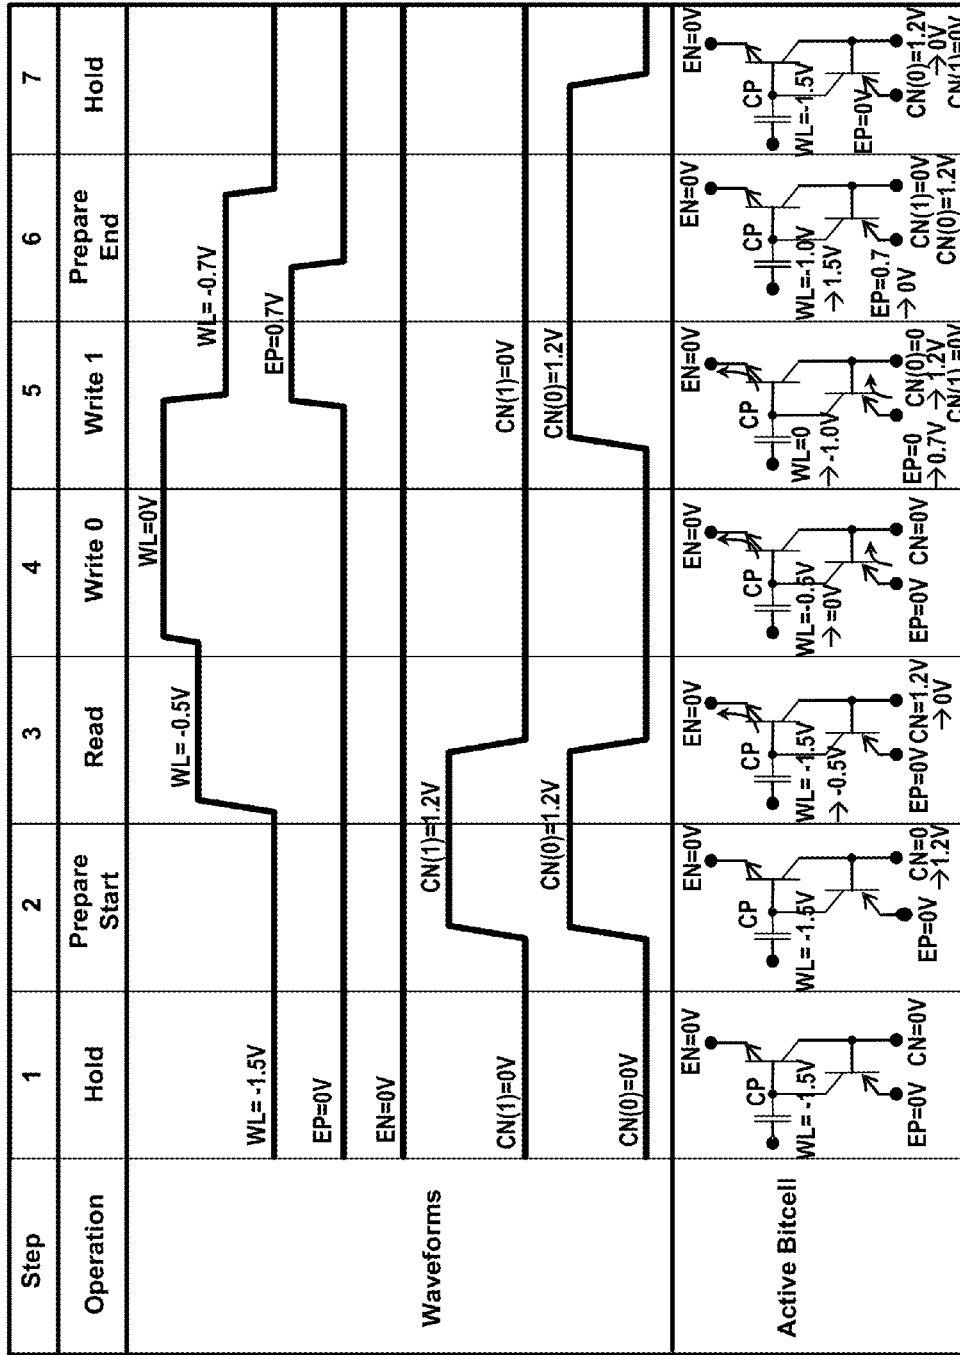 Step 1 2 3 4 5 6 7
Operation Hold Prepare Start Read Write 0 Write 1 Prepare End Hold
Waveforms
WL= -1.5V
WL= -0.5V
WL=0V
WL= -0.7V
EP=0V
EP=0.7V
EN=0V
CN(1)=0V
CN(1)=1.2V
CN(1)=0V
CN(0)=0V
CN(0)=1.2V
CN(0)=1.2V
Active Bitcell
EN=0V
CP
WL= -1.5V
EP=0V
CN=0V
EN=0V
CP
WL= -1.5V
EP=0V
CN=0
→1.2V
EN=0V
CP
WL= -1.5V
→ -0.5V
EP=0V
CN=1.2V
→0V
EN=0V
CP
WL=-0.5V
→=0V
EP=0V
CN=0V
EN=0V
CP
WL=0
→ -1.0V
EP=0
→0.7V
CN(0)=0
→1.2V
CN(1)=0V
EN=0V
CP
WL=-1.0V
→ 1.5V
EP=0.7
→ 0V
CN(1)=0V
CN(0)=1.2V
EN=0V
CP
WL=-1.5V
EP=0V
CN(0)=1.2V
→0V
CN(1)=0V